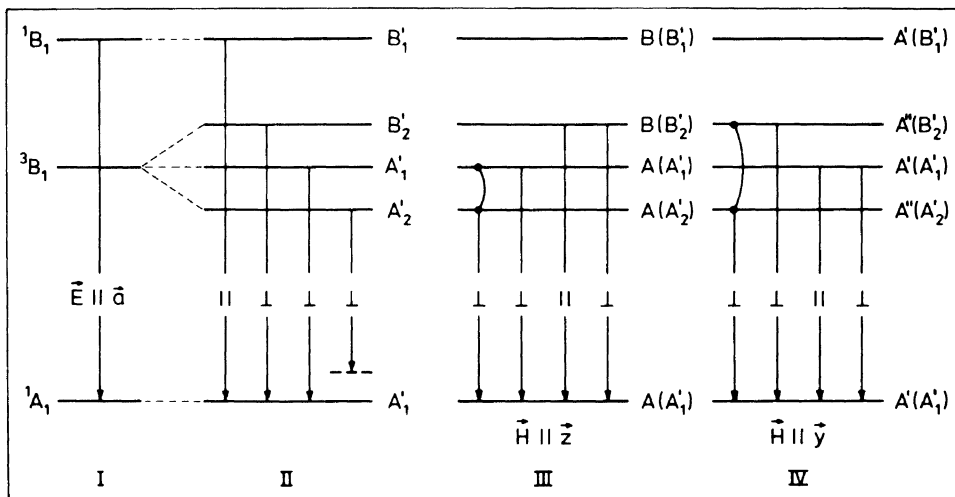 ¹B₁ B′₁ B(B′₁) A′(B′₁)
B′₂ B(B′₂) A″(B′₂)
³B₁ A′₁ A(A′₁) A′(A′₁)
A′₂ A(A′₂) A″(A′₂)
E⃗ || a⃗ || ⊥ ⊥ ⊥ ⊥ ⊥ || ⊥ ⊥ ⊥ || ⊥
¹A₁ A′₁ A(A′₁) A′(A′₁)
H⃗ || z⃗ H⃗ || y⃗
I II III IV